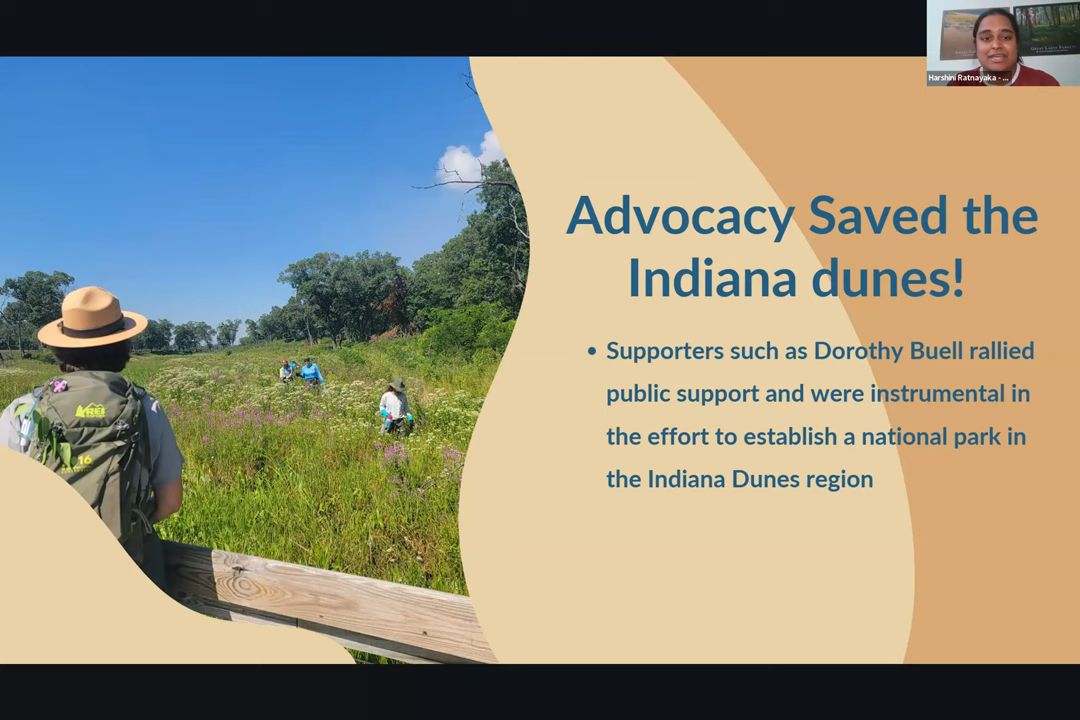 Harshini Ratnayaka - ...
Advocacy Saved the
Indiana dunes!
• Supporters such as Dorothy Buell rallied
public support and were instrumental in
the effort to establish a national park in
the Indiana Dunes region
REI
16